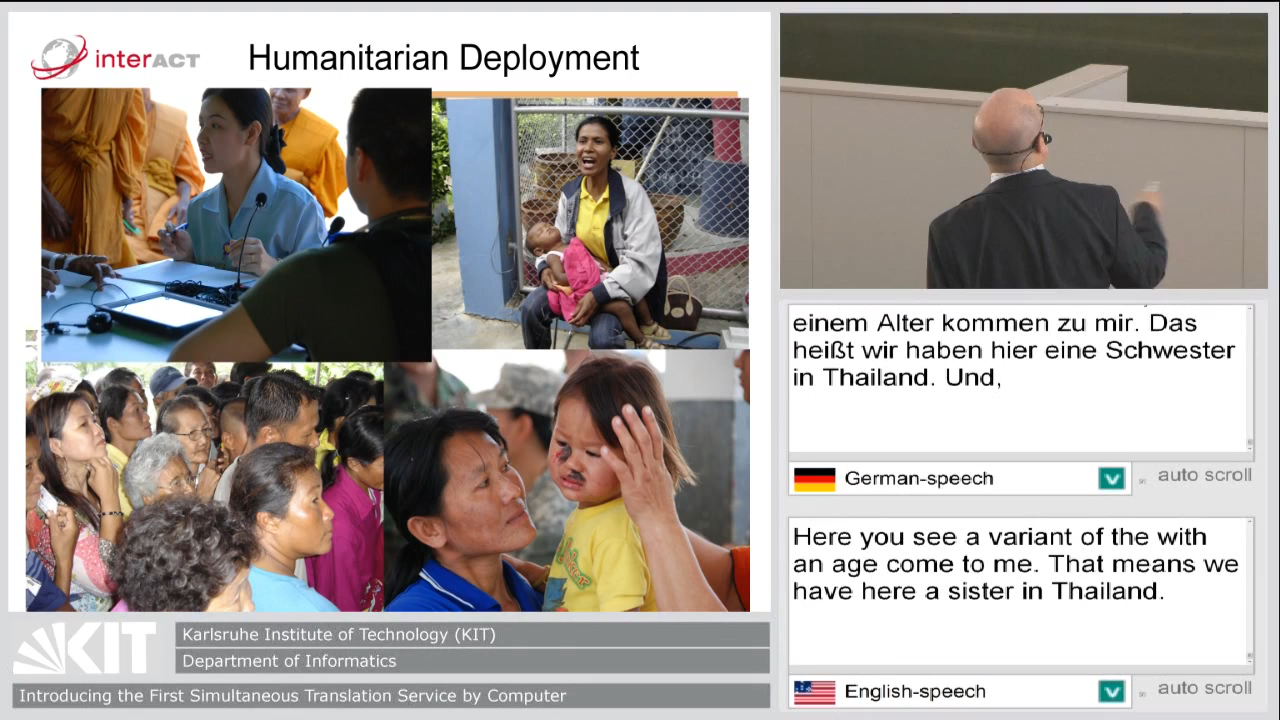 interACT
Humanitarian Deployment
einem Alter kommen zu mir. Das
heißt wir haben hier eine Schwester
in Thailand. Und,
German-speech
auto scroll
Here you see a variant of the with
an age come to me. That means we
have here a sister in Thailand.
English-speech
auto scroll
KIT
Karlsruhe Institute of Technology (KIT)
Department of Informatics
Introducing the First Simultaneous Translation Service by Computer